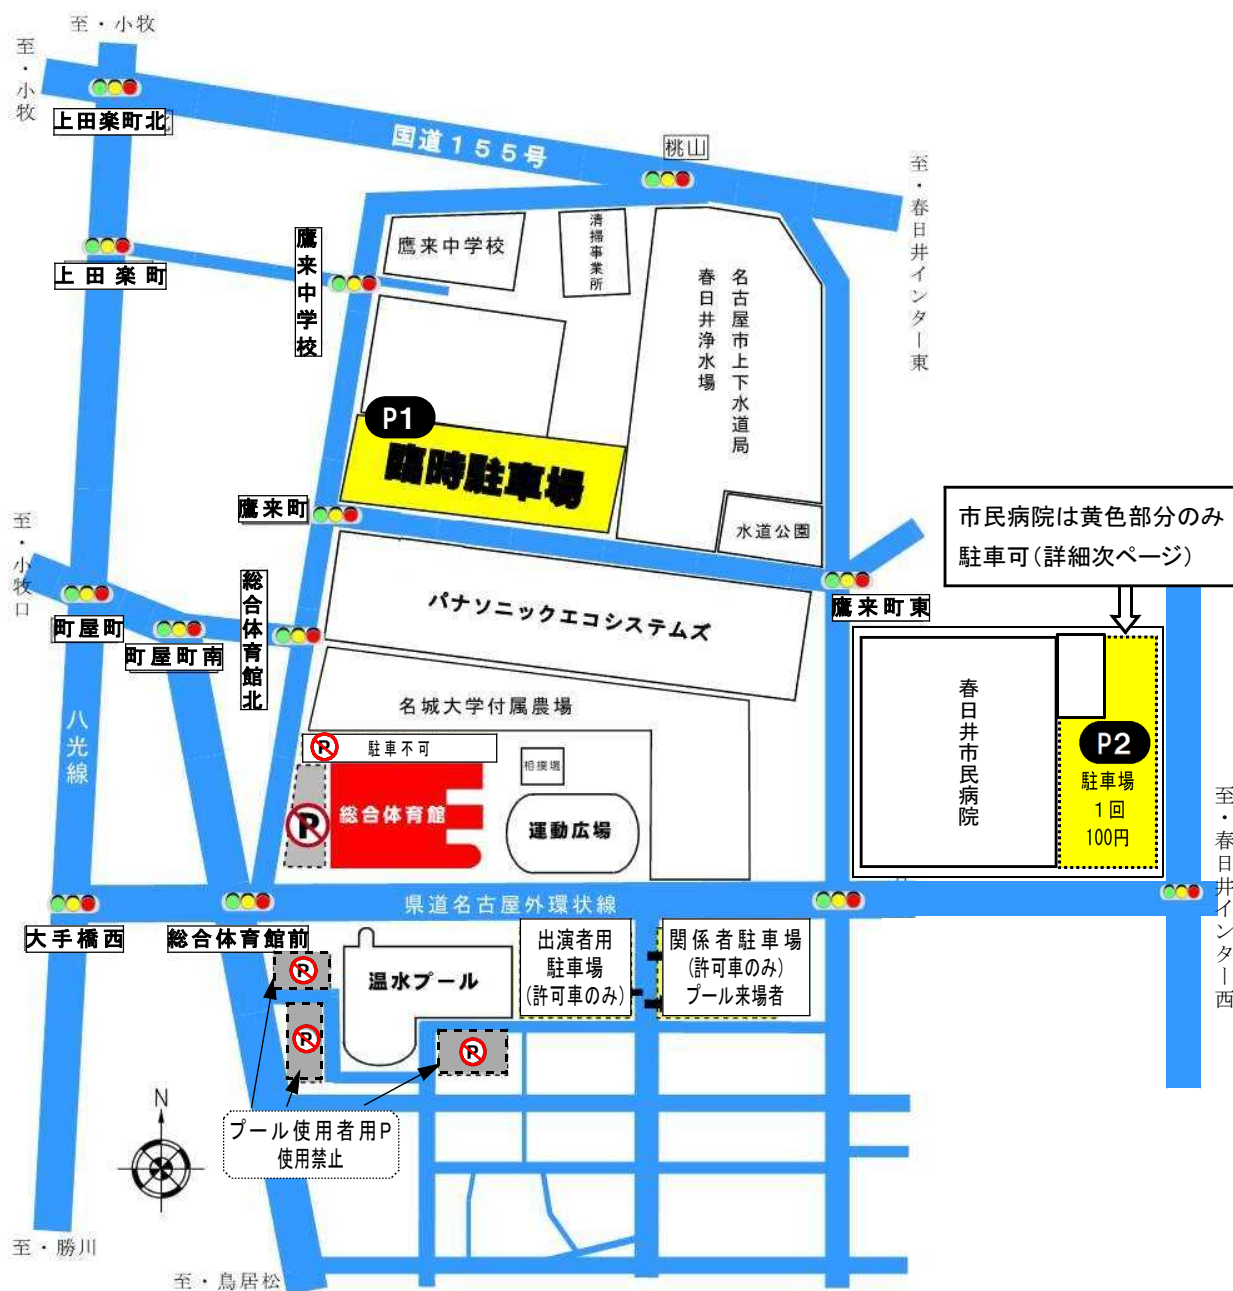 至・小牧
至・小牧
上田楽町北
国道155号
桃山
至・春日井インター東
上田楽町
鷹来中学校
鷹来中学校
清掃事業所
名古屋市上下水道局
春日井浄水場
P1
臨時駐車場
鷹来町
水道公園
市民病院は黄色部分のみ
駐車可(詳細次ページ)
鷹来町東
至・小牧口
町屋町
町屋町南
総合体育館北
パナソニックエコシステムズ
名城大学付属農場
八光線
P
駐車不可
相撲場
P
総合体育館
運動広場
春日井市民病院
P2
駐車場
1回
100円
至・春日井インター西
県道名古屋外環状線
大手橋西
総合体育館前
P
温水プール
出演者用
駐車場
(許可車のみ)
関係者駐車場
(許可車のみ)
プール来場者
P
P
プール使用者用P
使用禁止
N
至・勝川
至・鳥居松